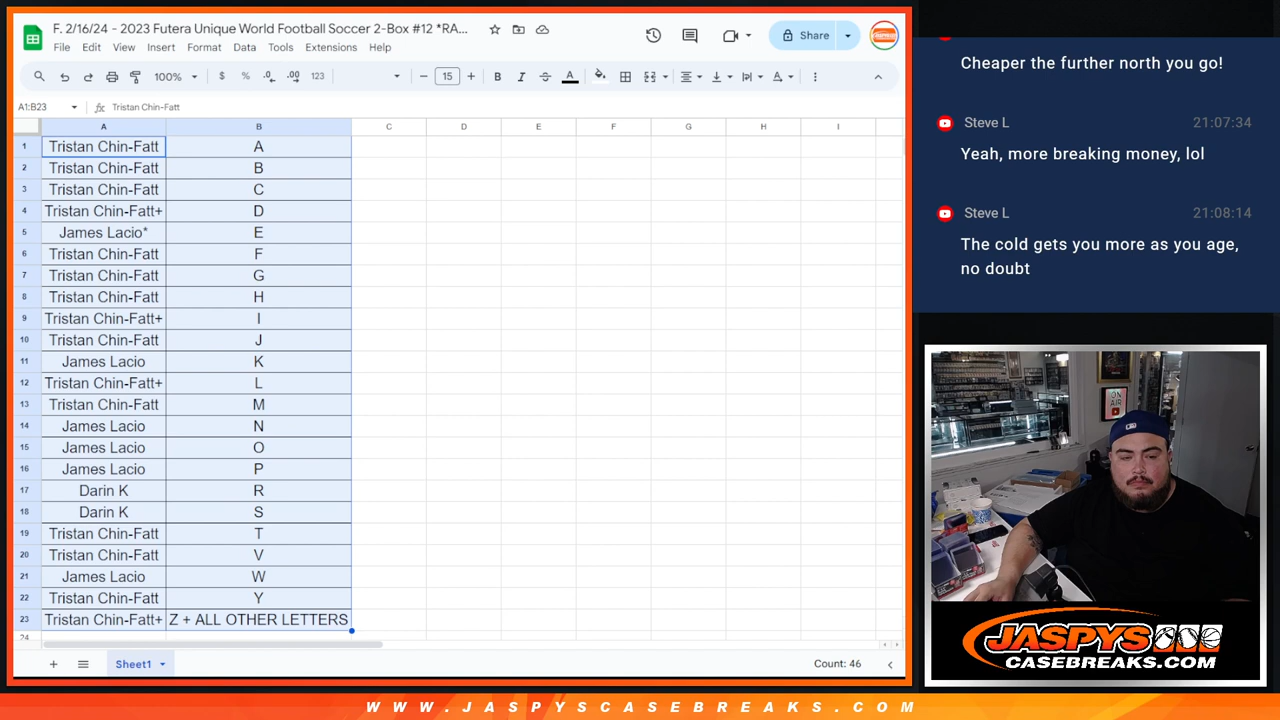 F. 2/16/24 - 2023 Futera Unique World Football Soccer 2-Box #12 *RA...
Share
File Edit View Insert Format Data Tools Extensions Help
100% $ % .0 .00 123 15 B I A
A1:B23 fx Tristan Chin-Fatt
A B C D E F G H I
1 Tristan Chin-Fatt A
2 Tristan Chin-Fatt B
3 Tristan Chin-Fatt C
4 Tristan Chin-Fatt+ D
5 James Lacio* E
6 Tristan Chin-Fatt F
7 Tristan Chin-Fatt G
8 Tristan Chin-Fatt H
9 Tristan Chin-Fatt+ I
10 Tristan Chin-Fatt J
11 James Lacio K
12 Tristan Chin-Fatt+ L
13 Tristan Chin-Fatt M
14 James Lacio N
15 James Lacio O
16 James Lacio P
17 Darin K R
18 Darin K S
19 Tristan Chin-Fatt T
20 Tristan Chin-Fatt V
21 James Lacio W
22 Tristan Chin-Fatt Y
23 Tristan Chin-Fatt+ Z + ALL OTHER LETTERS
24
Sheet1
Count: 46
Cheaper the further north you go!
Steve L 21:07:34
Yeah, more breaking money, lol
Steve L 21:08:14
The cold gets you more as you age,
no doubt
ON
AIR
JASPYS
CASEBREAKS.COM
WWW.JASPYSCASEBREAKS.COM